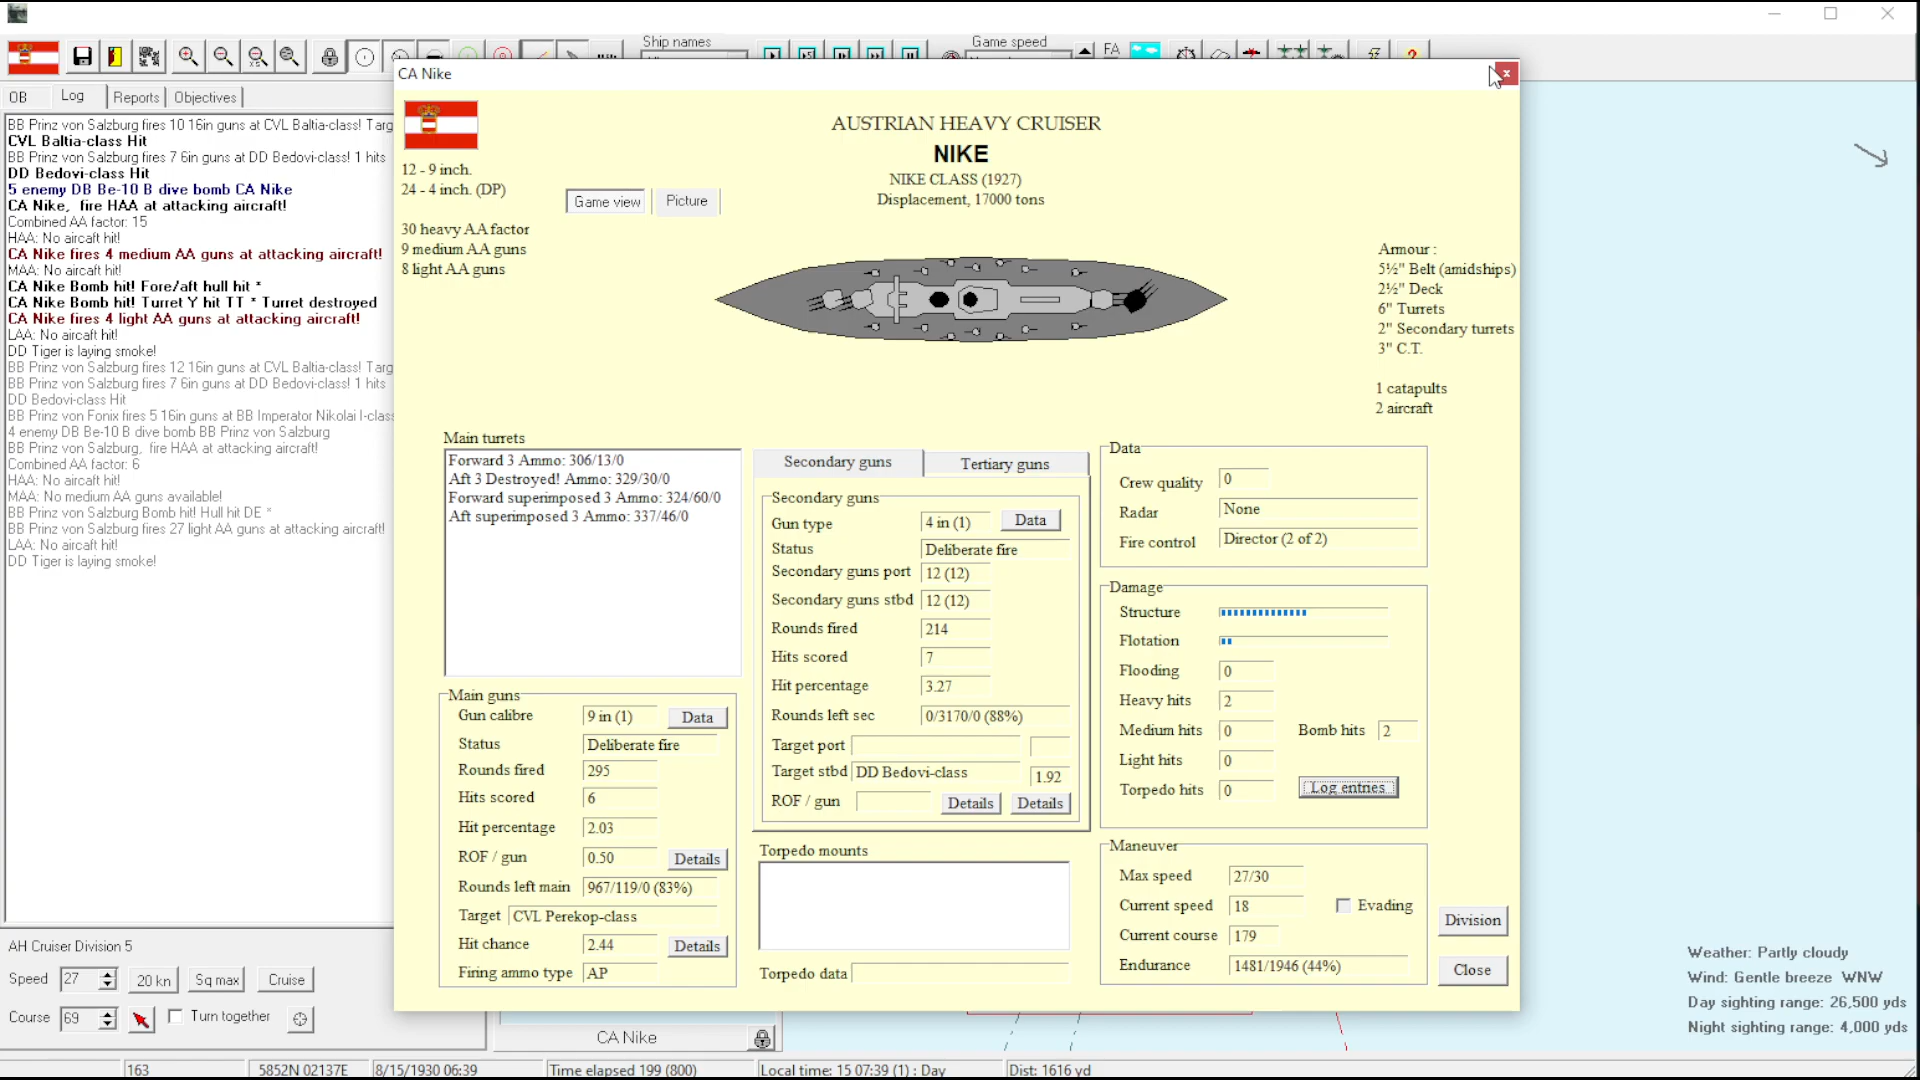 Ship names
Game speed
FA
OB
Log
Reports
Objectives
BB Prinz von Salzburg fires 10 16in guns at CVL Baltia-class! Targ
CVL Baltia-class Hit
BB Prinz von Salzburg fires 7 6in guns at DD Bedovi-class! 1 hits
DD Bedovi-class Hit
5 enemy DB Be-10 B dive bomb CA Nike
CA Nike, fire HAA at attacking aircraft!
Combined AA factor: 15
HAA: No aircaft hit!
CA Nike fires 4 medium AA guns at attacking aircraft!
MAA: No aircaft hit!
CA Nike Bomb hit! Fore/aft hull hit *
CA Nike Bomb hit! Turret Y hit TT * Turret destroyed
CA Nike fires 4 light AA guns at attacking aircraft!
LAA: No aircaft hit!
DD Tiger is laying smoke!
BB Prinz von Salzburg fires 12 16in guns at CVL Baltia-class! Targ
BB Prinz von Salzburg fires 7 6in guns at DD Bedovi-class! 1 hits
DD Bedovi-class Hit
BB Prinz von Fonix fires 5 16in guns at BB Imperator Nikolai I-class
4 enemy DB Be-10 B dive bomb BB Prinz von Salzburg
BB Prinz von Salzburg, fire HAA at attacking aircraft!
Combined AA factor: 6
HAA: No aircaft hit!
MAA: No medium AA guns available!
BB Prinz von Salzburg Bomb hit! Hull hit DE *
BB Prinz von Salzburg fires 27 light AA guns at attacking aircraft!
LAA: No aircaft hit!
DD Tiger is laying smoke!
AH Cruiser Division 5
Speed 27 20 kn Sq max Cruise
Course 69 Turn together
CA Nike
AUSTRIAN HEAVY CRUISER
NIKE
NIKE CLASS (1927)
Displacement, 17000 tons
12 - 9 inch.
24 - 4 inch. (DP)
30 heavy AA factor
9 medium AA guns
8 light AA guns
Game view
Picture
Armour :
5½" Belt (amidships)
2½" Deck
6" Turrets
2" Secondary turrets
3" C.T.
1 catapults
2 aircraft
Main turrets
Forward 3 Ammo: 306/13/0
Aft 3 Destroyed! Ammo: 329/30/0
Forward superimposed 3 Ammo: 324/60/0
Aft superimposed 3 Ammo: 337/46/0
Main guns
Gun calibre 9 in (1) Data
Status Deliberate fire
Rounds fired 295
Hits scored 6
Hit percentage 2.03
ROF / gun 0.50 Details
Rounds left main 967/119/0 (83%)
Target CVL Perekop-class
Hit chance 2.44 Details
Firing ammo type AP
Secondary guns
Tertiary guns
Secondary guns
Gun type 4 in (1) Data
Status Deliberate fire
Secondary guns port 12 (12)
Secondary guns stbd 12 (12)
Rounds fired 214
Hits scored 7
Hit percentage 3.27
Rounds left sec 0/3170/0 (88%)
Target port
Target stbd DD Bedovi-class 1.92
ROF / gun Details Details
Torpedo mounts
Torpedo data
Data
Crew quality 0
Radar None
Fire control Director (2 of 2)
Damage
Structure
Flotation
Flooding 0
Heavy hits 2
Medium hits 0 Bomb hits 2
Light hits 0
Torpedo hits 0 Log entries
Maneuver
Max speed 27/30
Current speed 18 Evading
Current course 179
Endurance 1481/1946 (44%)
Division
Close
Weather: Partly cloudy
Wind: Gentle breeze WNW
Day sighting range: 26,500 yds
Night sighting range: 4,000 yds
CA Nike
163 5852N 02137E 8/15/1930 06:39 Time elapsed 199 (800) Local time: 15 07:39 (1) : Day Dist: 1616 yd